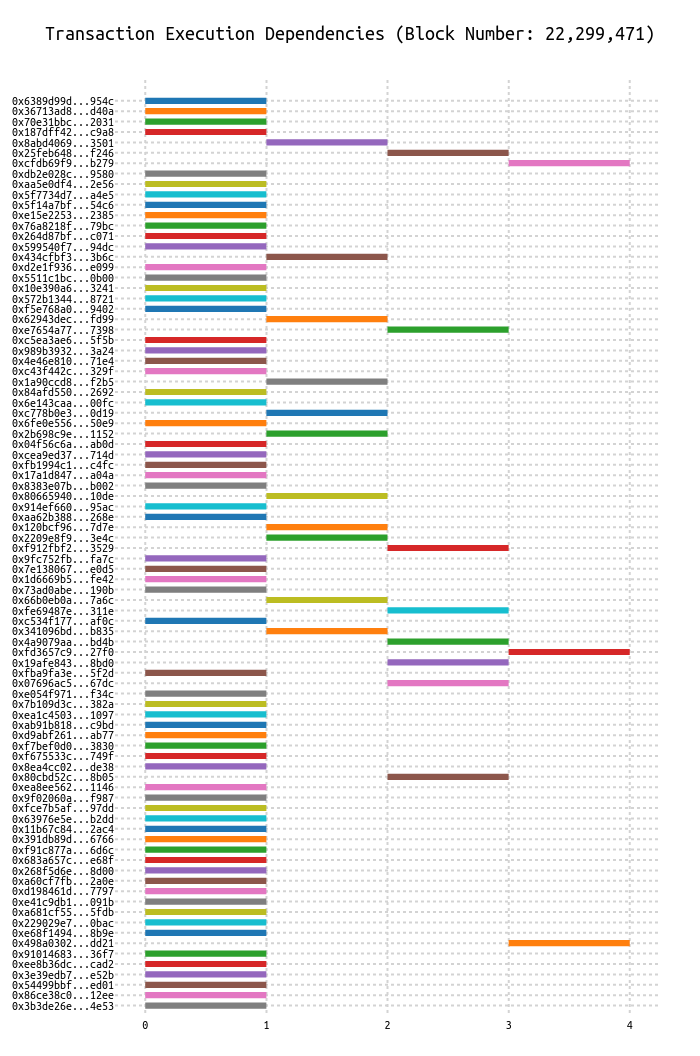 Transaction Execution Dependencies (Block Number: 22,299,471)
0x6389d99d...954c
0x36713ad8...d40a
0x70e31bbc...2031
0x187dff42...c9a8
0x8abd4069...3501
0x25feb648...f246
0xcfdb69f9...b279
0xdb2e028c...9580
0xaa5e0df4...2e56
0x5f7734d7...a4e5
0x5f14a7bf...54c6
0xe15e2253...2385
0x76a8218f...79bc
0x264d87bf...c071
0x599540f7...94dc
0x434cfbf3...3b6c
0xd2e1f936...e099
0x5511c1bc...0b00
0x10e390a6...3241
0x572b1344...8721
0xf5e768a0...9402
0x62943dec...fd99
0xe7654a77...7398
0xc5ea3ae6...5f5b
0x989b3932...3a24
0x4e46e810...71e4
0xc43f442c...329f
0x1a90ccd8...f2b5
0x84afd550...2692
0x6e143caa...00fc
0xc778b0e3...0d19
0x6fe0e556...50e9
0x2b698c9e...1152
0x04f56c6a...ab0d
0xcea9ed37...714d
0xfb1994c1...c4fc
0x17a1d847...a04a
0x8383e07b...b002
0x80665940...10de
0x914ef660...95ac
0xaa62b388...268e
0x120bcf96...7d7e
0x2209e8f9...3e4c
0xf912fbf2...3529
0x9fc752fb...fa7c
0x7e138067...e0d5
0x1d6669b5...fe42
0x73ad0abe...190b
0x66b0eb0a...7a6c
0xfe69487e...311e
0xc534f177...af0c
0x341096bd...b835
0x4a9079aa...bd4b
0xfd3657c9...27f0
0x19afe843...8bd0
0xfba9fa3e...5f2d
0x07696ac5...67dc
0xe054f971...f34c
0x7b109d3c...382a
0xea1c4503...1097
0xab91b818...c9bd
0xd9abf261...ab77
0xf7bef0d0...3830
0xf675533c...749f
0x8ea4cc02...de38
0x80cbd52c...8b05
0xea8ee562...1146
0x9f02060a...f987
0xfce7b5af...97dd
0x63976e5e...b2dd
0x11b67c84...2ac4
0x391db89d...6766
0xf91c877a...6d6c
0x683a657c...e68f
0x268f5d6e...8d00
0xa60cf7fb...2a0e
0xd198461d...7797
0xe41c9db1...091b
0xa681cf55...5fdb
0x229029e7...0bac
0xe68f1494...8b9e
0x498a0302...dd21
0x91014683...36f7
0xee8b36dc...cad2
0x3e39edb7...e52b
0x54499bbf...ed01
0x86ce38c0...12ee
0x3b3de26e...4e53
0 1 2 3 4